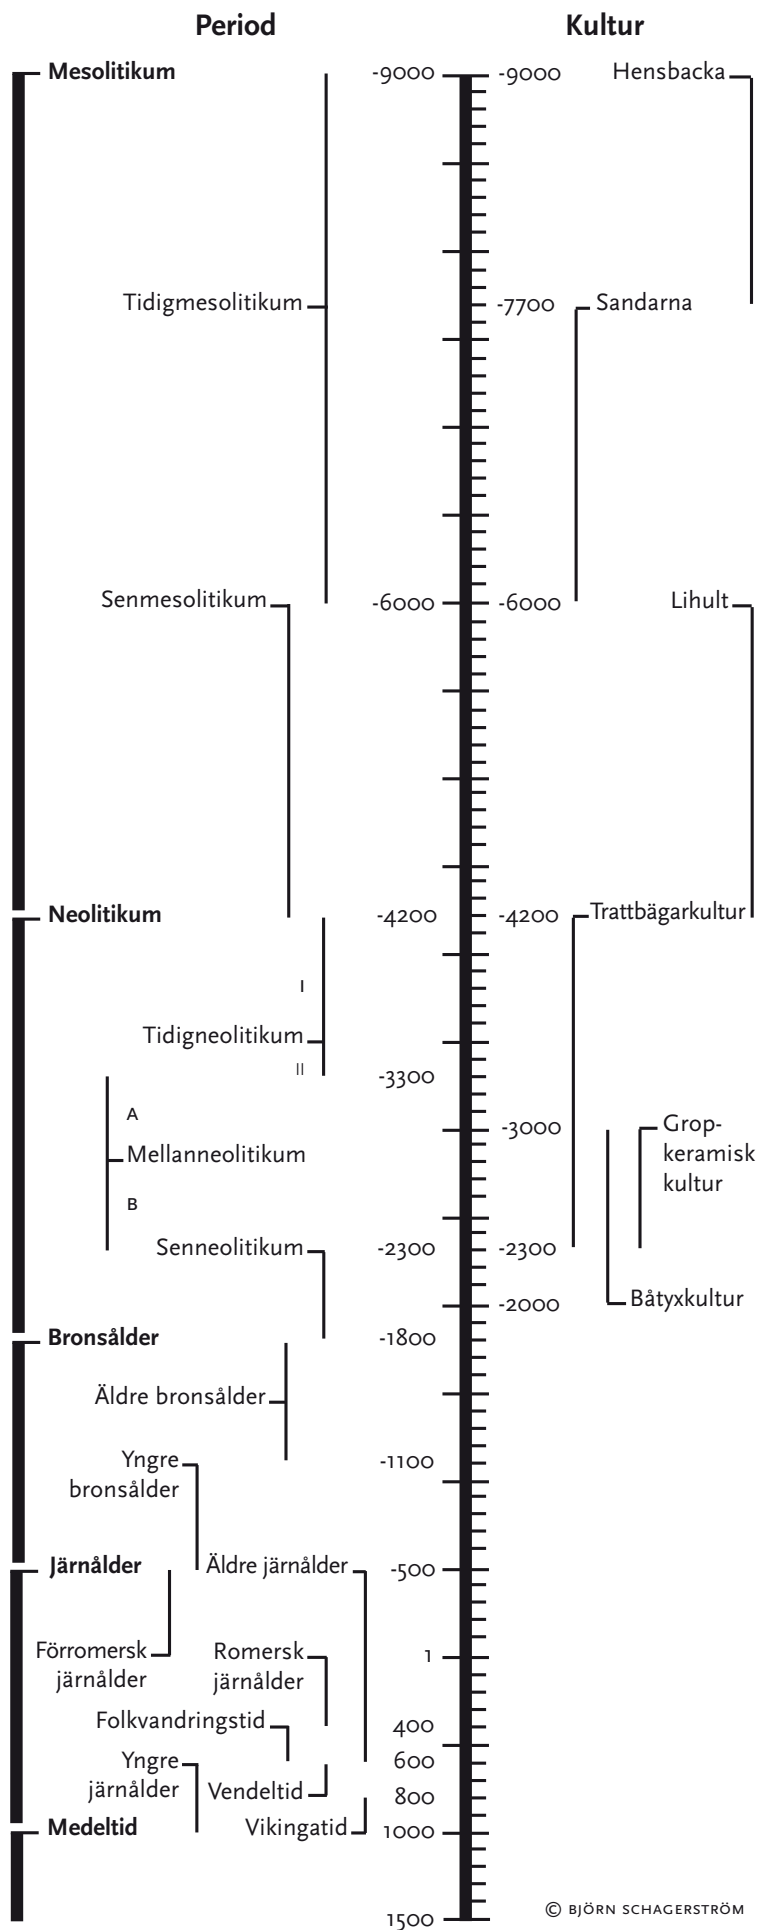 Period
Kultur
Mesolitikum
-9000
-9000
Hensbacka
Tidigmesolitikum
-7700
Sandarna
Senmesolitikum
-6000
-6000
Lihult
Neolitikum
-4200
-4200
Trattbägarkultur
I
Tidigneolitikum
II
-3300
A
-3000
Grop-
keramisk
kultur
Mellanneolitikum
B
Senneolitikum
-2300
-2300
-2000
Båtyxkultur
Bronsålder
-1800
Äldre bronsålder
Yngre
bronsålder
-1100
Järnålder
Äldre järnålder
-500
Förromersk
järnålder
Romersk
järnålder
1
Folkvandringstid
400
Yngre
järnålder
600
Vendeltid
800
Medeltid
Vikingatid
1000
© BJÖRN SCHAGERSTRÖM
1500